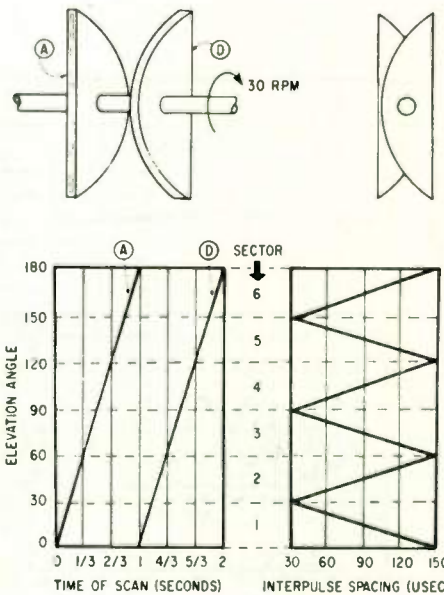 A
D
30 RPM
A
D
SECTOR
180
150
120
90
60
30
0
ELEVATION ANGLE
6
5
4
3
2
1
0 1/3 2/3 1 4/3 5/3 2
30 60 90 120 150
TIME OF SCAN (SECONDS)
INTERPULSE SPACING (USEC